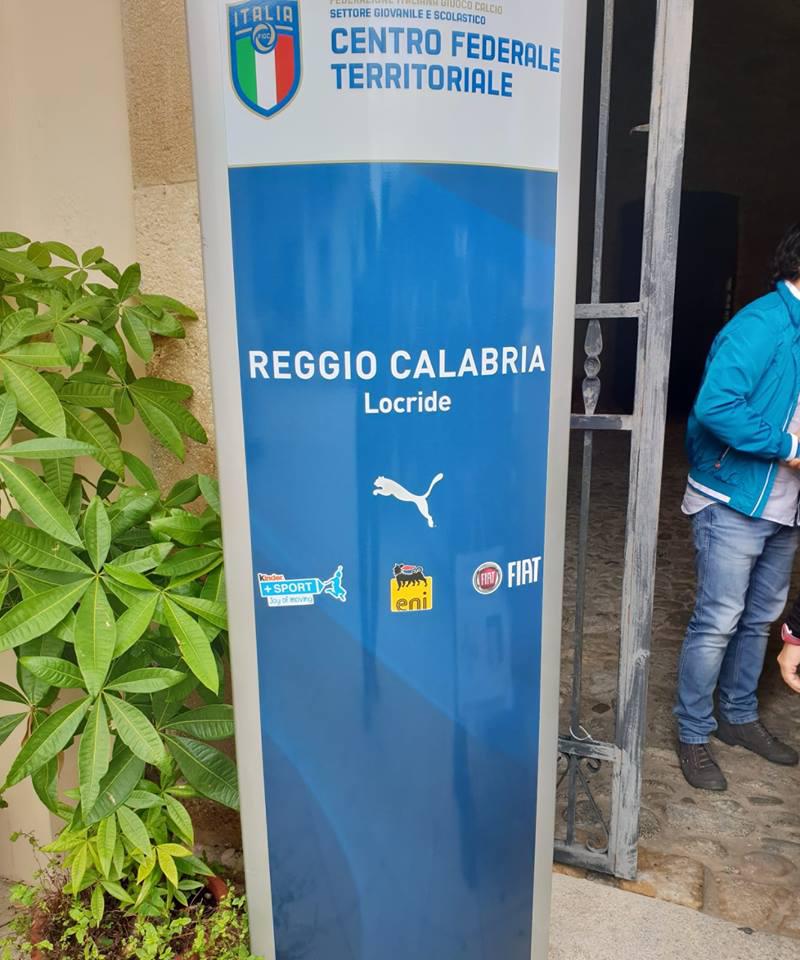 FEDERAZIONE ITALIANA GIUOCO CALCIO
ITALIA
FIGC
SETTORE GIOVANILE E SCOLASTICO
CENTRO FEDERALE
TERRITORIALE
REGGIO CALABRIA
Locride
Kinder
+SPORT
Joy of moving
eni
FIAT
FIAT